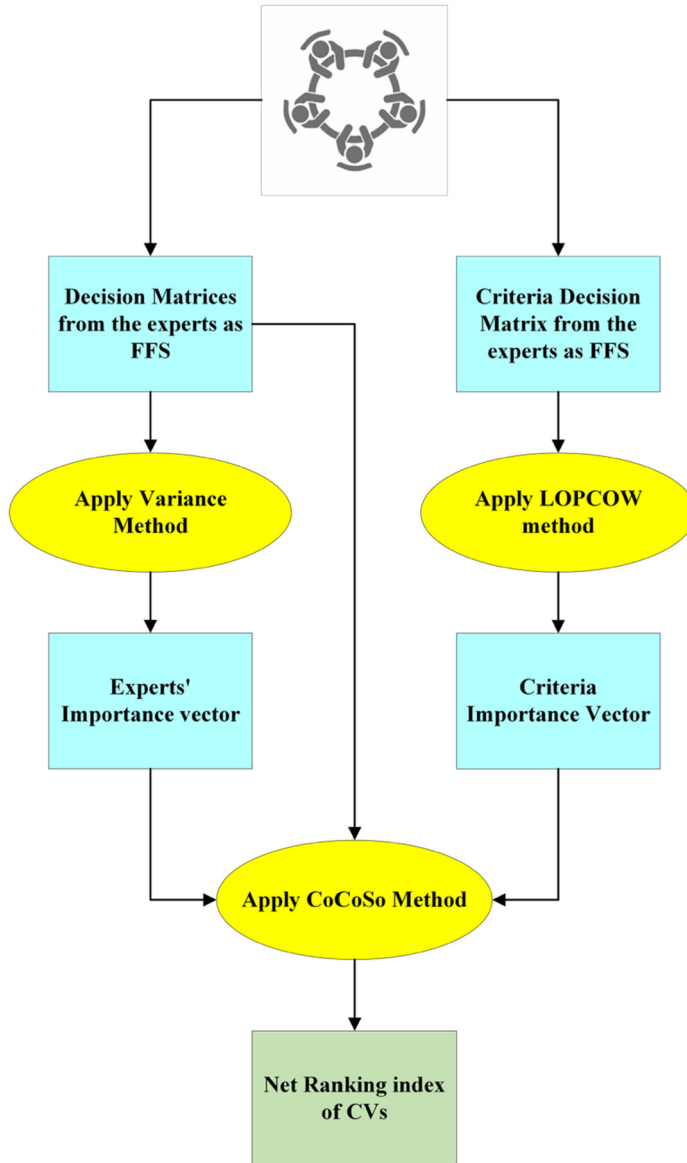 Decision Matrices
from the experts as
FFS
Criteria Decision
Matrix from the
experts as FFS
Apply Variance
Method
Apply LOPCOW
method
Experts'
Importance vector
Criteria
Importance Vector
Apply CoCoSo Method
Net Ranking index
of CVs